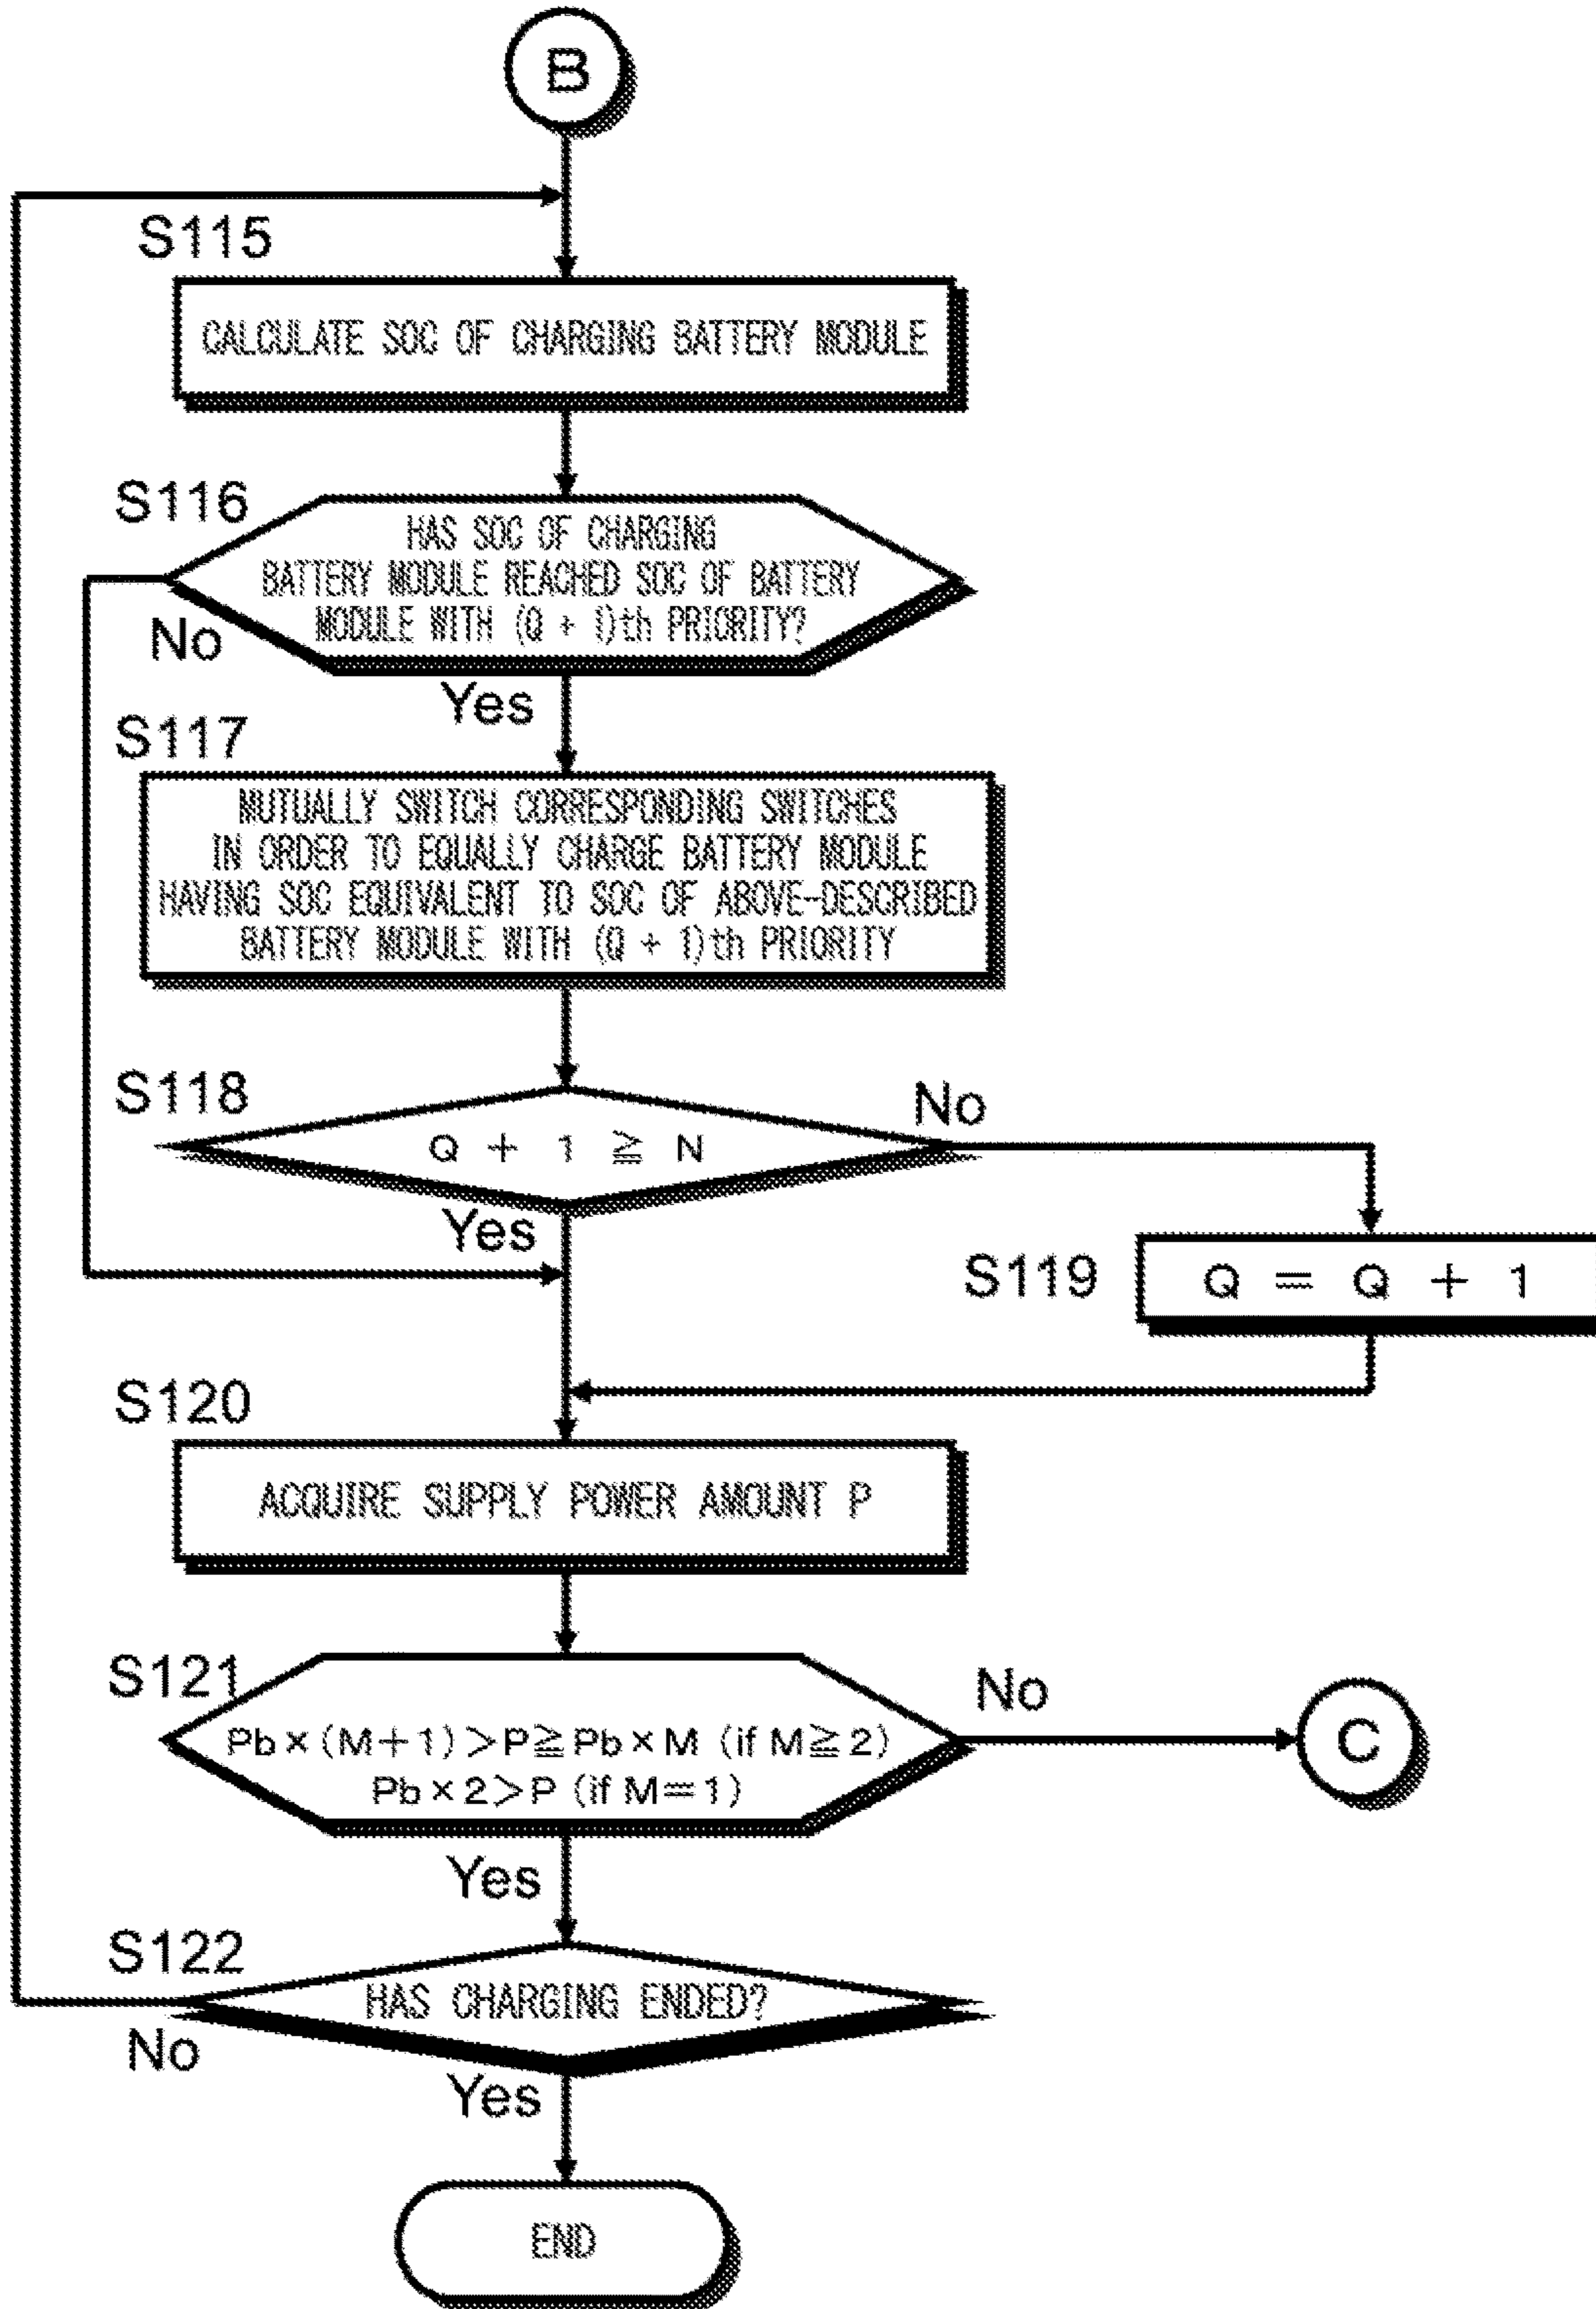 B
S115
CALCULATE SOC OF CHARGING BATTERY MODULE
S116
HAS SOC OF CHARGING
BATTERY MODULE REACHED SOC OF BATTERY
MODULE WITH (Q + 1)th PRIORITY?
No
Yes
S117
MUTUALLY SWITCH CORRESPONDING SWITCHES
IN ORDER TO EQUALLY CHARGE BATTERY MODULE
HAVING SOC EQUIVALENT TO SOC OF ABOVE-DESCRIBED
BATTERY MODULE WITH (Q + 1)th PRIORITY
S118
Q + 1 ≧ N
No
Yes
S119
Q = Q + 1
S120
ACQUIRE SUPPLY POWER AMOUNT P
S121
Pb×(M+1)>P≧Pb×M (if M≧2)
Pb×2>P (if M=1)
No
C
Yes
S122
HAS CHARGING ENDED?
No
Yes
END